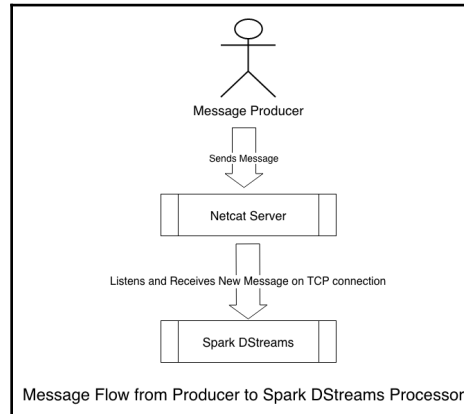 Message Producer
Sends Message
Netcat Server
Listens and Receives New Message on TCP connection
Spark DStreams
Message Flow from Producer to Spark DStreams Processor